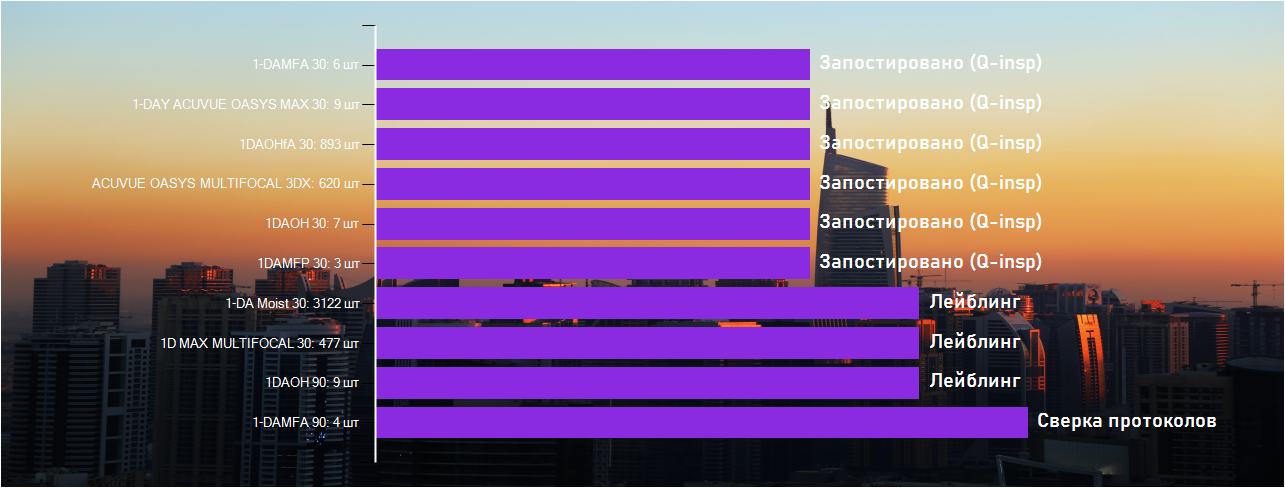 1-DAMFA 30: 6 шт Запостировано (Q-insp)
1-DAY ACUVUE OASYS MAX 30: 9 шт Запостировано (Q-insp)
1DAOHfA 30: 893 шт Запостировано (Q-insp)
ACUVUE OASYS MULTIFOCAL 3DX: 620 шт Запостировано (Q-insp)
1DAOH 30: 7 шт Запостировано (Q-insp)
1DAMFP 30: 3 шт Запостировано (Q-insp)
1-DA Moist 30: 3122 шт Лейблинг
1D MAX MULTIFOCAL 30: 477 шт Лейблинг
1DAOH 90: 9 шт Лейблинг
1-DAMFA 90: 4 шт Сверка протоколов